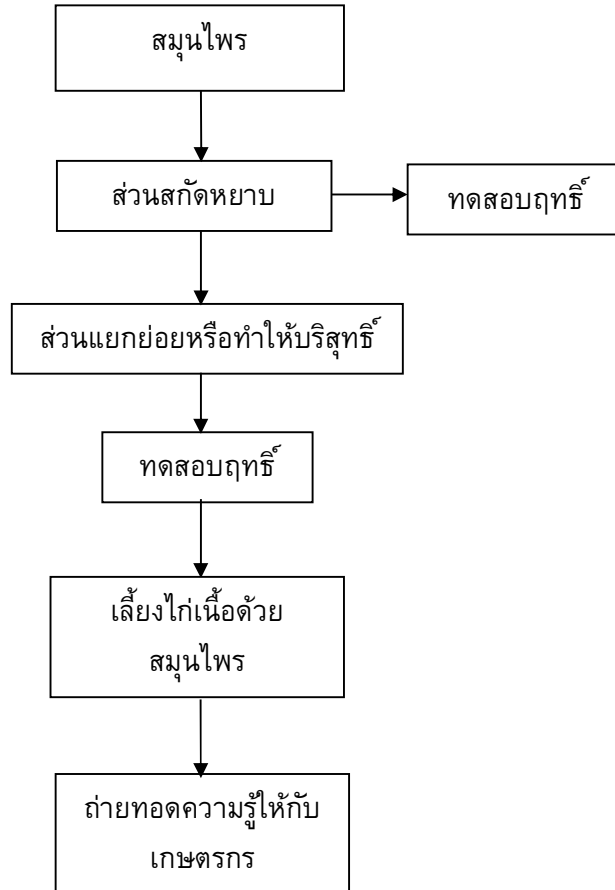 สมุนไพร
ส่วนสกัดหยาบ
ทดสอบฤทธิ์
ส่วนแยกย่อยหรือทำให้บริสุทธิ์
ทดสอบฤทธิ์
เลี้ยงไก่เนื้อด้วย
สมุนไพร
ถ่ายทอดความรู้ให้กับ
เกษตรกร